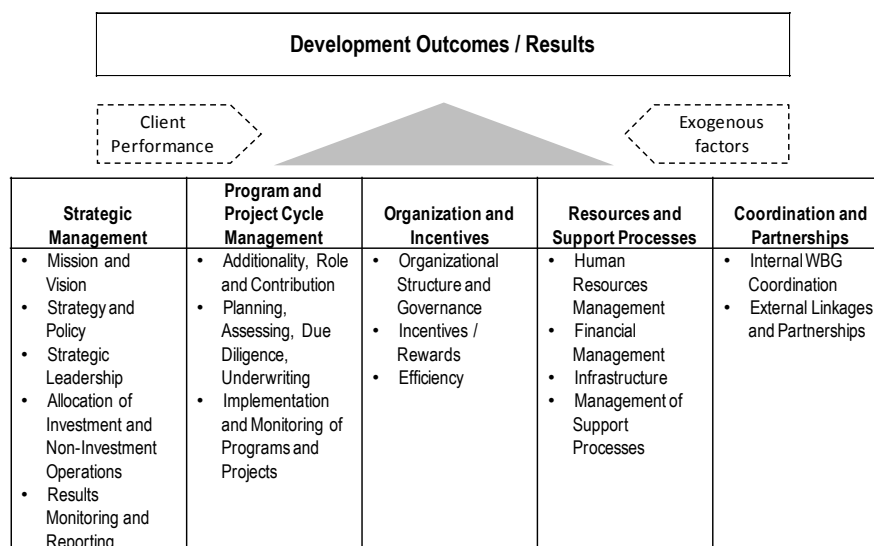 Development Outcomes / Results
Client
Performance
Exogenous
factors
Strategic
Management
Program and
Project Cycle
Management
Organization and
Incentives
Resources and
Support Processes
Coordination and
Partnerships
• Mission and
Vision
• Strategy and
Policy
• Strategic
Leadership
• Allocation of
Investment and
Non-Investment
Operations
• Results
Monitoring and
Reporting
• Additionality, Role
and Contribution
• Planning,
Assessing, Due
Diligence,
Underwriting
• Implementation
and Monitoring of
Programs and
Projects
• Organizational
Structure and
Governance
• Incentives /
Rewards
• Efficiency
• Human
Resources
Management
• Financial
Management
• Infrastructure
• Management of
Support
Processes
• Internal WBG
Coordination
• External Linkages
and Partnerships